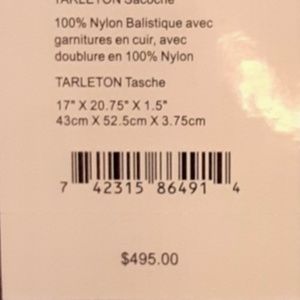 TARLETON Sacoche
100% Nylon Balistique avec
garnitures en cuir, avec
doublure en 100% Nylon
TARLETON Tasche
17" X 20.75" X 1.5"
43cm X 52.5cm X 3.75cm
7 42315 86491 4
$495.00